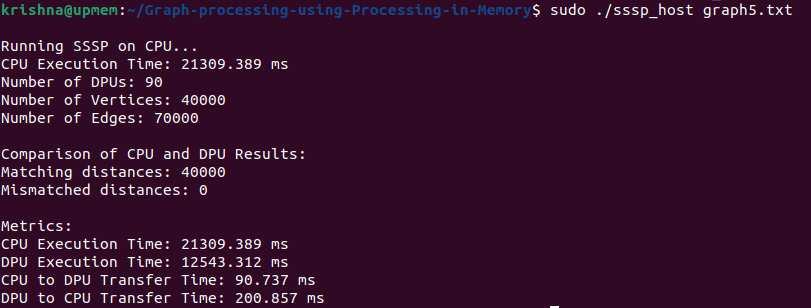 krishna@upmem:~/Graph-processing-using-Processing-in-Memory$ sudo ./sssp_host graph5.txt
Running SSSP on CPU...
CPU Execution Time: 21309.389 ms
Number of DPUs: 90
Number of Vertices: 40000
Number of Edges: 70000
Comparison of CPU and DPU Results:
Matching distances: 40000
Mismatched distances: 0
Metrics:
CPU Execution Time: 21309.389 ms
DPU Execution Time: 12543.312 ms
CPU to DPU Transfer Time: 90.737 ms
DPU to CPU Transfer Time: 200.857 ms